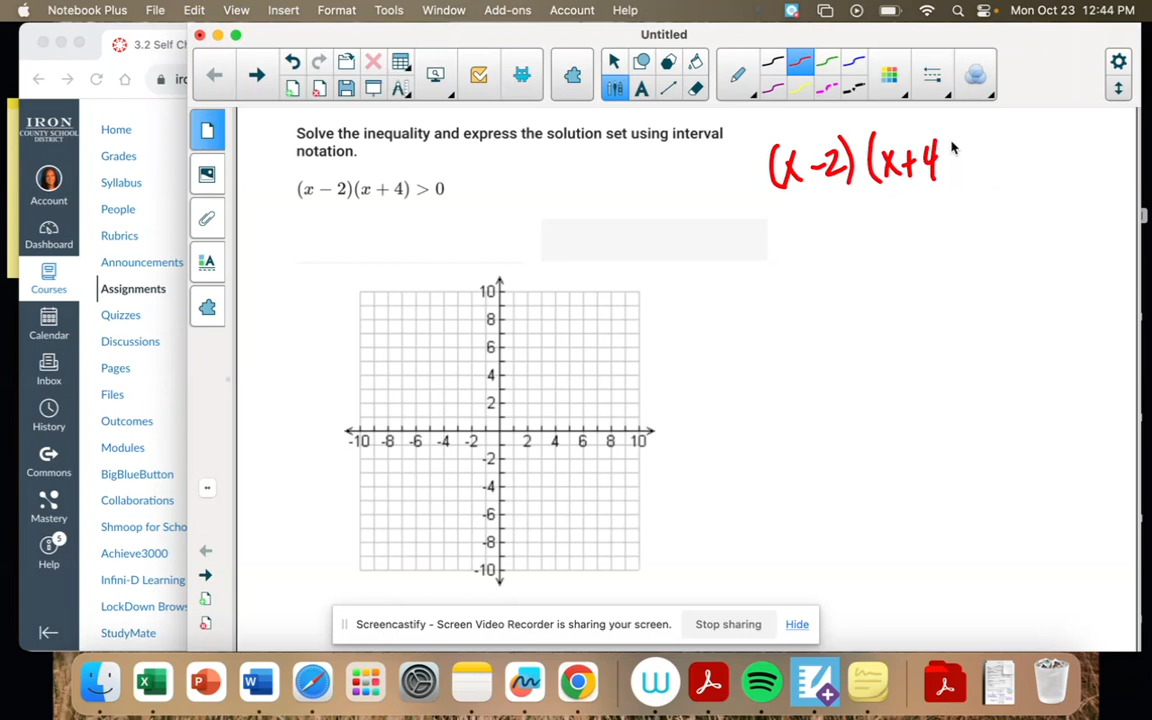 Notebook Plus File Edit View Insert Format Tools Window Add-ons Account Help Mon Oct 23 12:44 PM
3.2 Self Ch
Untitled
IRON
COUNTY SCHOOL
DISTRICT
Account
Dashboard
Courses
Calendar
Inbox
History
Commons
Mastery
5
Help
Home
Grades
Syllabus
People
Rubrics
Announcements
Assignments
Quizzes
Discussions
Pages
Files
Outcomes
Modules
BigBlueButton
Collaborations
Shmoop for Scho
Achieve3000
Infini-D Learning
LockDown Brows
StudyMate
Solve the inequality and express the solution set using interval
notation.
(x − 2)(x + 4) > 0
(x -2) (x+4
10
8
6
4
2
-10 -8 -6 -4 -2 2 4 6 8 10
-2
-4
-6
-8
-10
Screencastify - Screen Video Recorder is sharing your screen. Stop sharing Hide